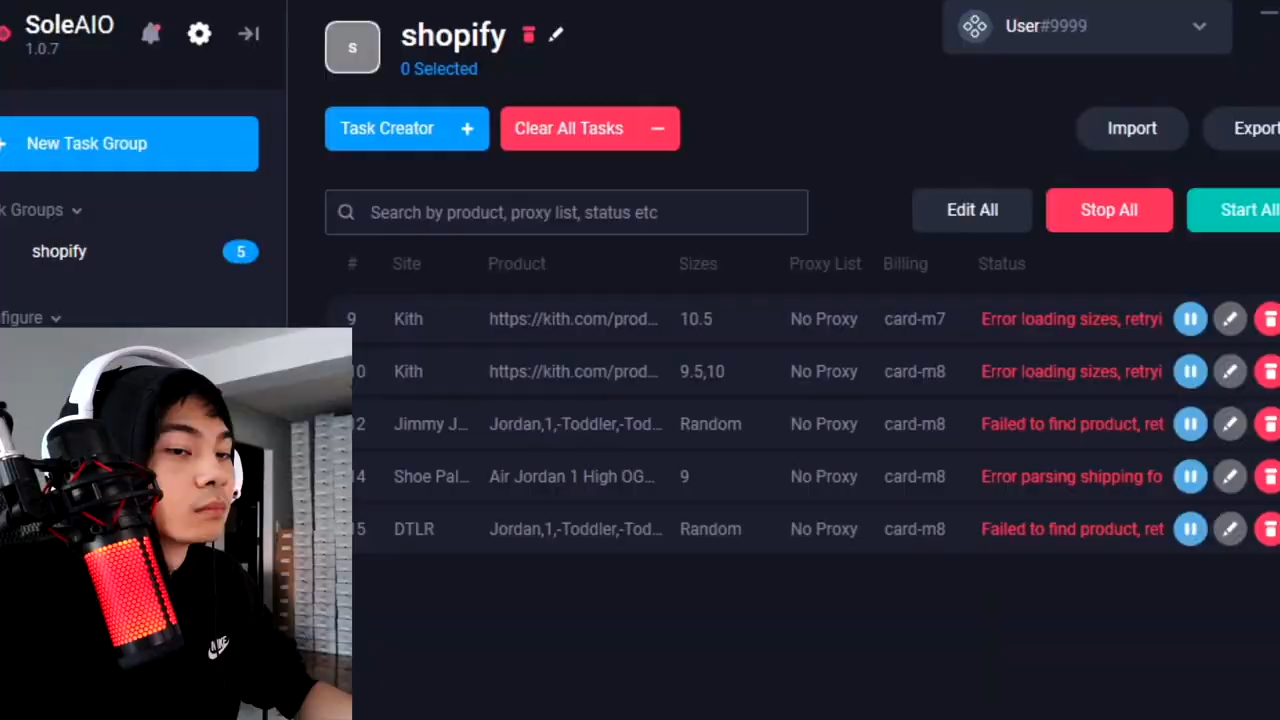 SoleAIO
1.0.7
shopify
0 Selected
User#9999
New Task Group
Task Creator +
Clear All Tasks −
Import
Export
k Groups
shopify 5
figure
Search by product, proxy list, status etc
Edit All
Stop All
Start All
# Site Product Sizes Proxy List Billing Status
9 Kith https://kith.com/prod... 10.5 No Proxy card-m7 Error loading sizes, retryi
10 Kith https://kith.com/prod... 9.5,10 No Proxy card-m8 Error loading sizes, retryi
2 Jimmy J... Jordan,1,-Toddler,-Tod... Random No Proxy card-m8 Failed to find product, ret
4 Shoe Pal... Air Jordan 1 High OG... 9 No Proxy card-m8 Error parsing shipping fo
5 DTLR Jordan,1,-Toddler,-Tod... Random No Proxy card-m8 Failed to find product, ret
NIKE